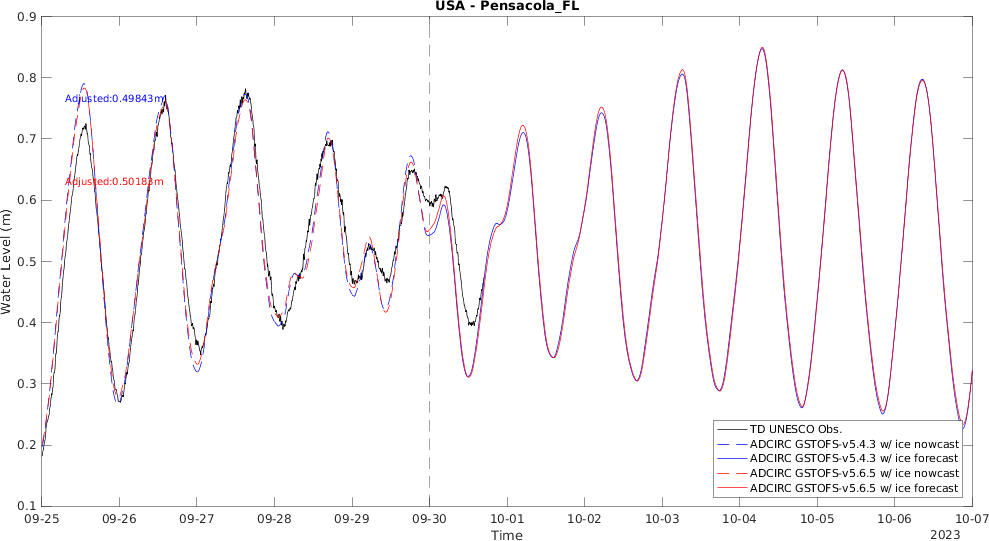 USA - Pensacola_FL
0.9
0.8
0.7
0.6
0.5
0.4
0.3
0.2
0.1
Water Level (m)
Adjusted:0.49843m
Adjusted:0.50183m
TD UNESCO Obs.
ADCIRC GSTOFS-v5.4.3 w/ ice nowcast
ADCIRC GSTOFS-v5.4.3 w/ ice forecast
ADCIRC GSTOFS-v5.6.5 w/ ice nowcast
ADCIRC GSTOFS-v5.6.5 w/ ice forecast
09-25 09-26 09-27 09-28 09-29 09-30 10-01 10-02 10-03 10-04 10-05 10-06 10-07
Time
2023